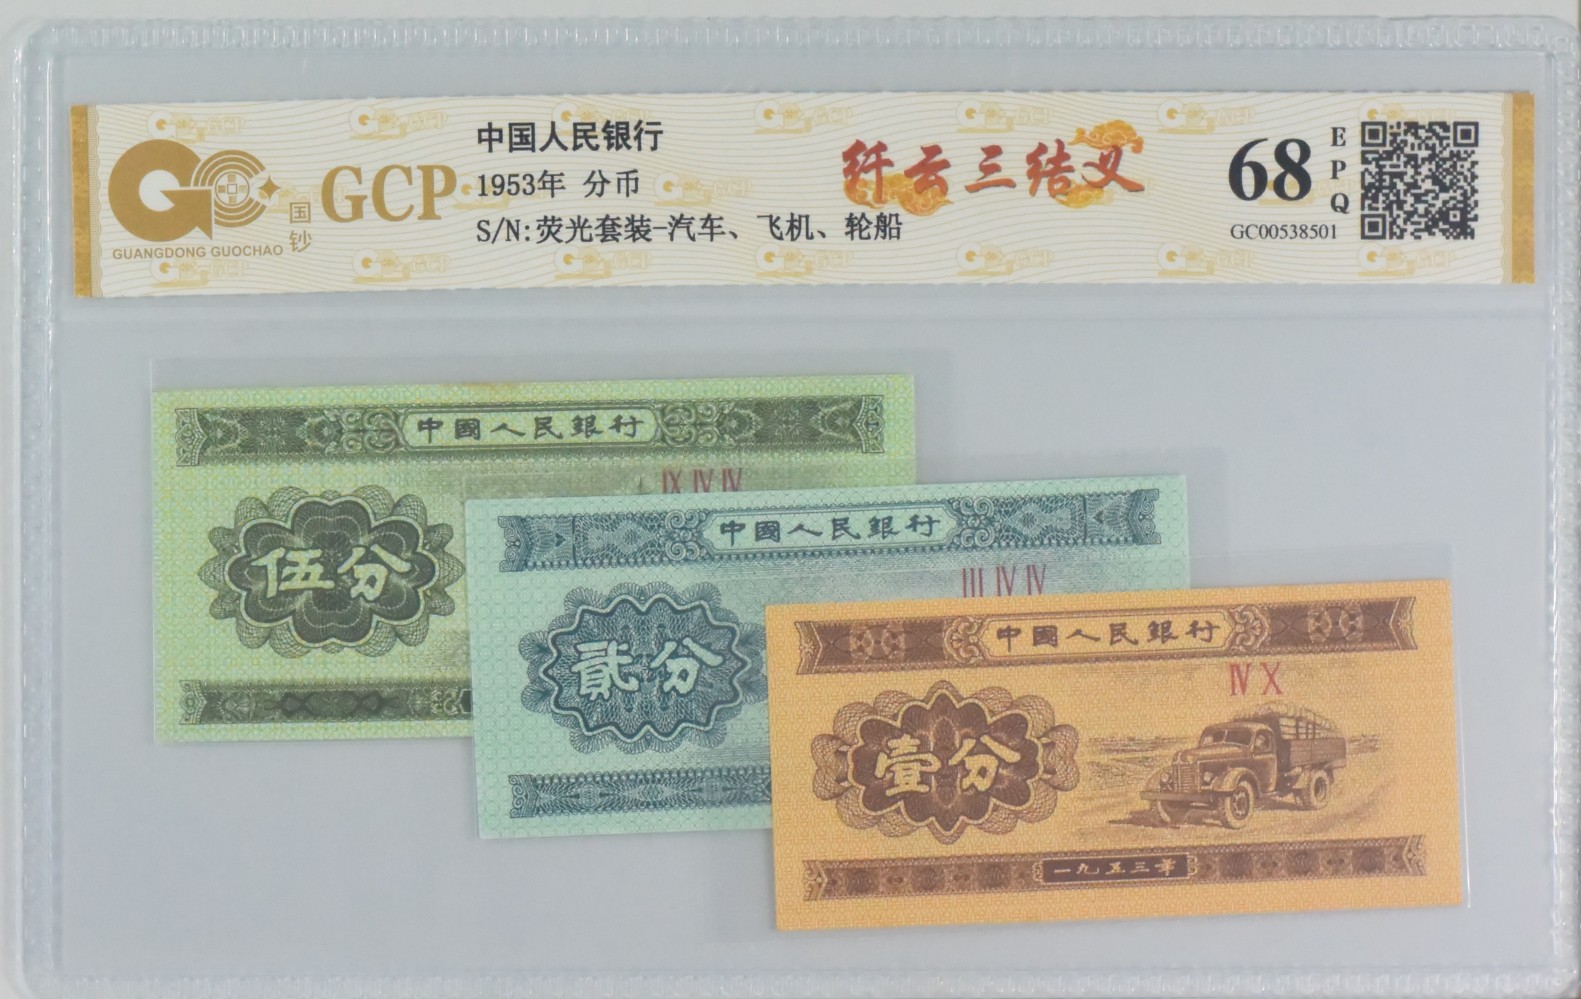 GCP
国钞
GUANGDONG GUOCHAO
中国人民银行
1953年 分币
S/N:荧光套装-汽车、飞机、轮船
纤云三结义
68
EPQ
GC00538501
中國人民銀行
IX IV IV
伍分
中國人民銀行
III IV IV
貳分
中國人民銀行
IV X
壹分
一九五三年